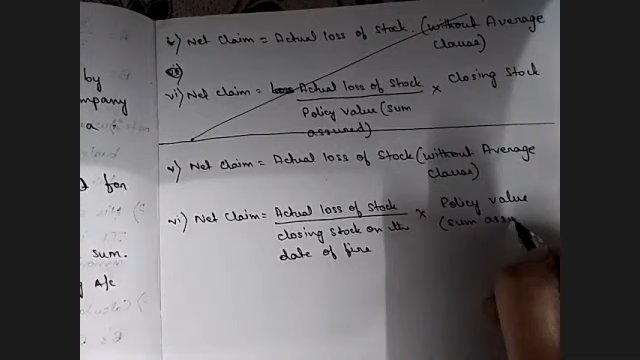 v) Net Claim = Actual loss of Stock. (without Average
Clause)
vi) Net claim = Actual loss of Stock × Closing Stock
Policy value (sum
assured)
v) Net Claim = Actual loss of Stock (without Average
Clause)
vi) Net Claim = Actual loss of stock × Policy value
closing stock on the (sum assu
date of fire
by
company
a
for
sum.
g A/c